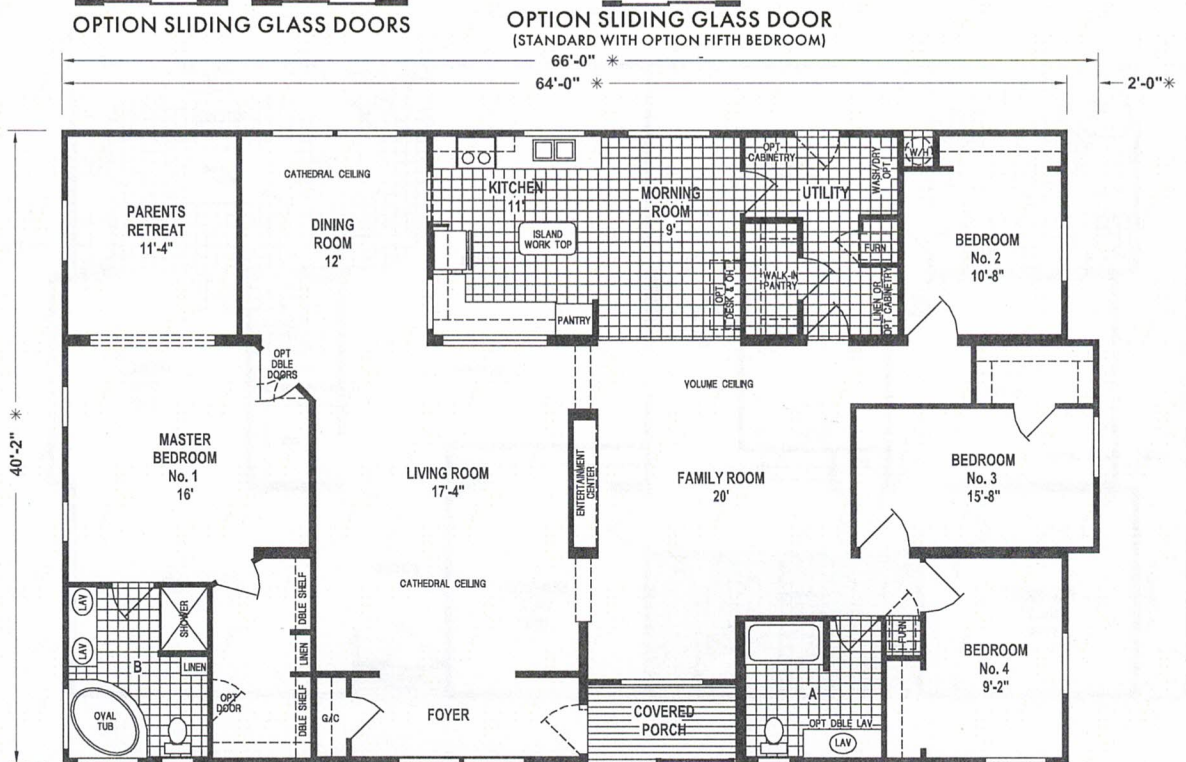 OPTION SLIDING GLASS DOORS
OPTION SLIDING GLASS DOOR
(STANDARD WITH OPTION FIFTH BEDROOM)
66'-0" *
64'-0" *
2'-0"*
40'-2" *
PARENTS
RETREAT
11'-4"
CATHEDRAL CEILING
DINING
ROOM
12'
KITCHEN
11'
ISLAND
WORK TOP
PANTRY
MORNING
ROOM
9'
OPT
DESK & OH
OPT
CABINETRY
UTILITY
WASH/DRY
OPT
W/H
FURN
WALK-IN
PANTRY
LINEN OR
OPT CABINETRY
BEDROOM
No. 2
10'-8"
OPT
DBLE
DOORS
MASTER
BEDROOM
No. 1
16'
LIVING ROOM
17'-4"
CATHEDRAL CEILING
ENTERTAINMENT
CENTER
VOLUME CEILING
FAMILY ROOM
20'
BEDROOM
No. 3
15'-8"
LAV
LAV
SHOWER
B
LINEN
OVAL
TUB
OPT
DOOR
DBLE SHELF
LINEN
DBLE SHELF
G/C
FOYER
COVERED
PORCH
A
OPT DBLE LAV
LAV
FURN
BEDROOM
No. 4
9'-2"